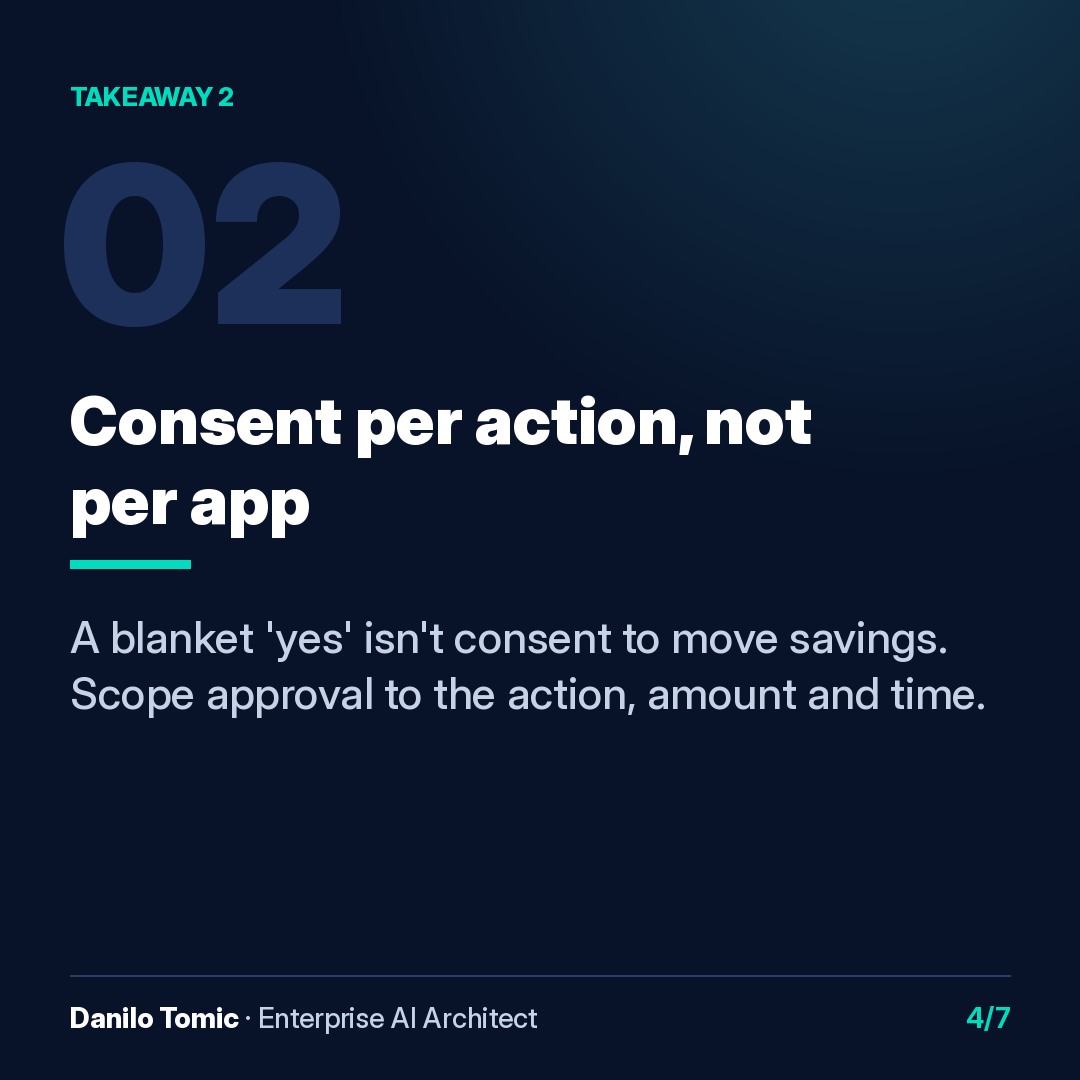 TAKEAWAY 2
02
Consent per action, not
per app
A blanket 'yes' isn't consent to move savings.
Scope approval to the action, amount and time.
Danilo Tomic · Enterprise AI Architect
4/7